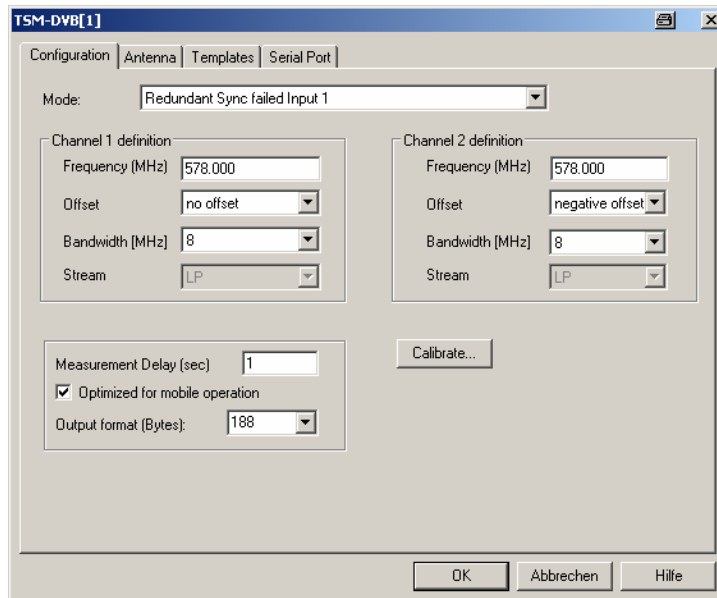 TSM-DVB[1]
Configuration Antenna Templates Serial Port
Mode: Redundant Sync failed Input 1
Channel 1 definition
Frequency (MHz) 578.000
Offset no offset
Bandwidth [MHz] 8
Stream LP
Channel 2 definition
Frequency (MHz) 578.000
Offset negative offset
Bandwidth [MHz] 8
Stream LP
Measurement Delay (sec) 1
Optimized for mobile operation
Output format (Bytes): 188
Calibrate...
OK Abbrechen Hilfe